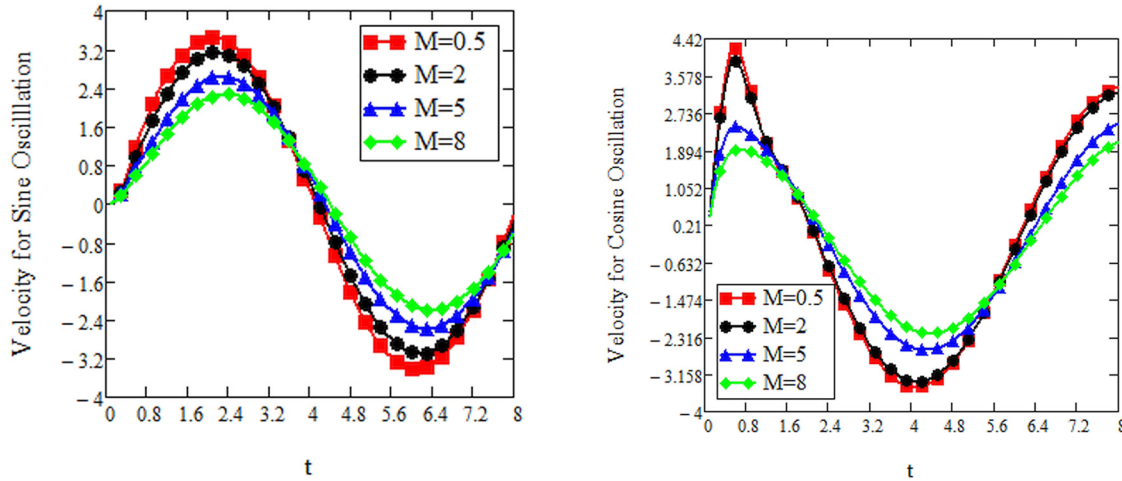 Velocity for Sine Oscilllation
4
3.2
2.4
1.6
0.8
0
−0.8
−1.6
−2.4
−3.2
−4
M=0.5
M=2
M=5
M=8
0 0.8 1.6 2.4 3.2 4 4.8 5.6 6.4 7.2 8
t
Velocity for Cosine Oscillation
4.42
3.578
2.736
1.894
1.052
0.21
−0.632
−1.474
−2.316
−3.158
−4
M=0.5
M=2
M=5
M=8
0 0.8 1.6 2.4 3.2 4 4.8 5.6 6.4 7.2 8
t